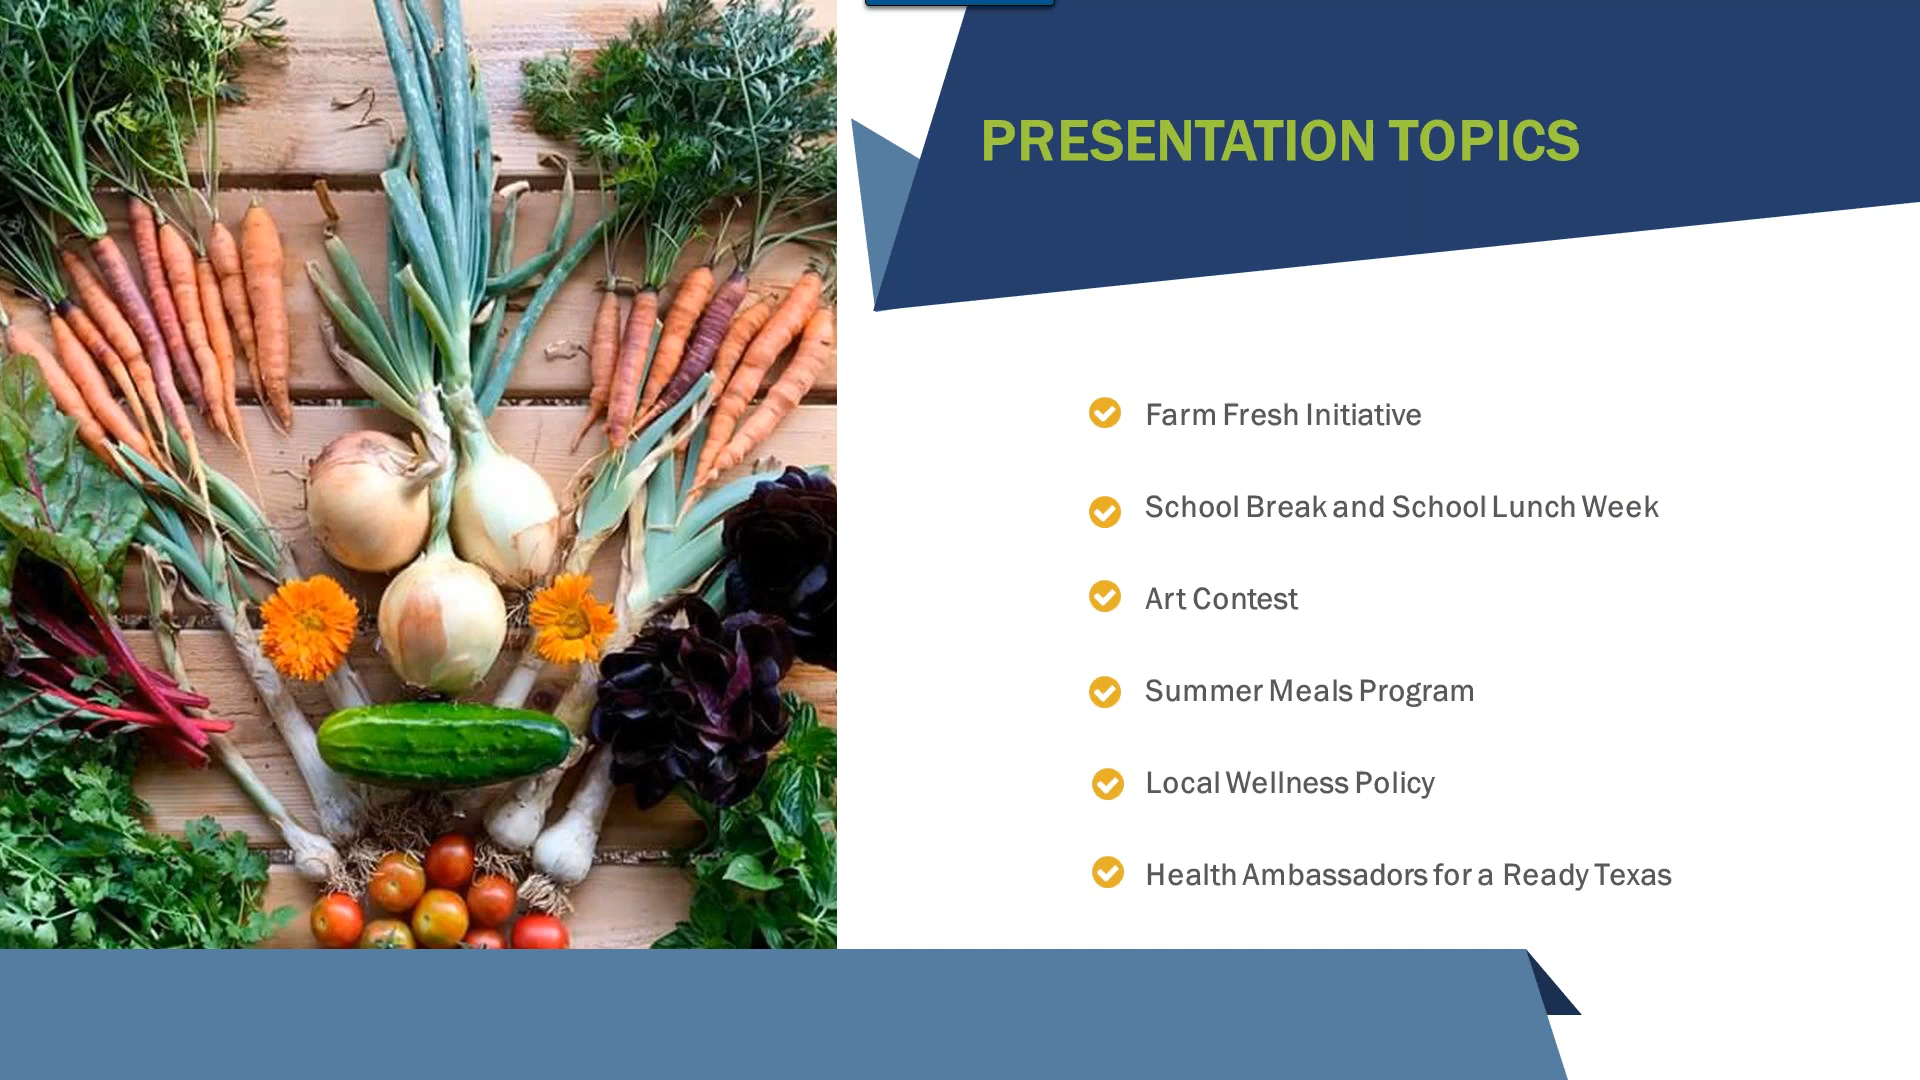 PRESENTATION TOPICS
Farm Fresh Initiative
School Break and School Lunch Week
Art Contest
Summer Meals Program
Local Wellness Policy
Health Ambassadors for a Ready Texas